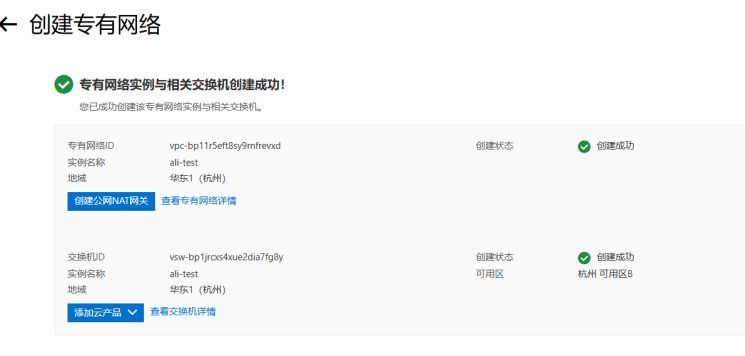 ← 创建专有网络
专有网络实例与相关交换机创建成功!
您已成功创建该专有网络实例与相关交换机。
专有网络ID vpc-bp11r5eft8sy9rnfrevxd 创建状态 创建成功
实例名称 ali-test
地域 华东1 (杭州)
创建公网NAT网关 查看专有网络详情
交换机ID vsw-bp1jrcxs4xue2dia7fg8y 创建状态 创建成功
实例名称 ali-test 可用区 杭州 可用区B
地域 华东1 (杭州)
添加云产品 查看交换机详情